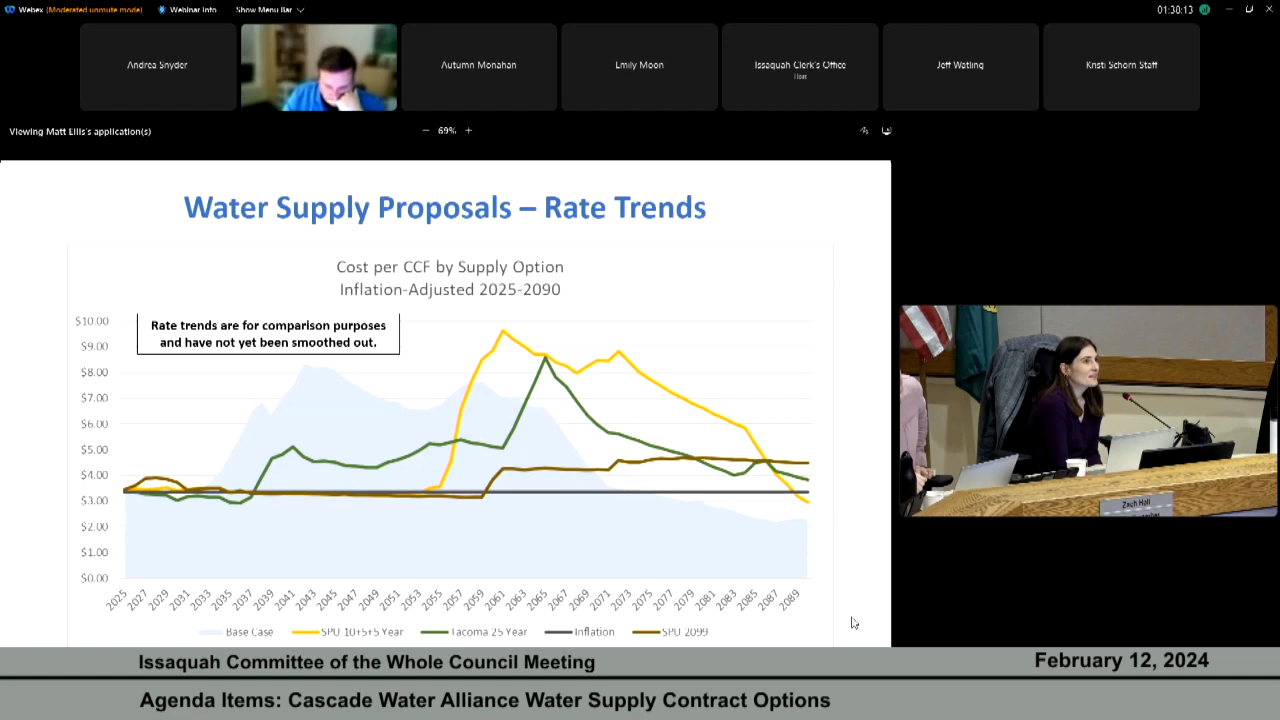 Webex (Moderated unmute mode) Webinar Info Show Menu Bar 01:38:13
Andrea Snyder
Autumn Monahan
Emily Moon
Issaquah Clerk's Office
Host
Jeff Watling
Kristi Schorn Staff
Viewing Matt Ellis's application(s) − 69% +
Water Supply Proposals – Rate Trends
Cost per CCF by Supply Option
Inflation-Adjusted 2025-2090
Rate trends are for comparison purposes
and have not yet been smoothed out.
$10.00
$9.00
$8.00
$7.00
$6.00
$5.00
$4.00
$3.00
$2.00
$1.00
$0.00
2025 2027 2029 2031 2033 2035 2037 2039 2041 2043 2045 2047 2049 2051 2053 2055 2057 2059 2061 2063 2065 2067 2069 2071 2073 2075 2077 2079 2081 2083 2085 2087 2089
Base Case SPU 10+5+5 Year Tacoma 25 Year Inflation SPU 2099
Zach Hall
Issaquah Committee of the Whole Council Meeting February 12, 2024
Agenda Items: Cascade Water Alliance Water Supply Contract Options